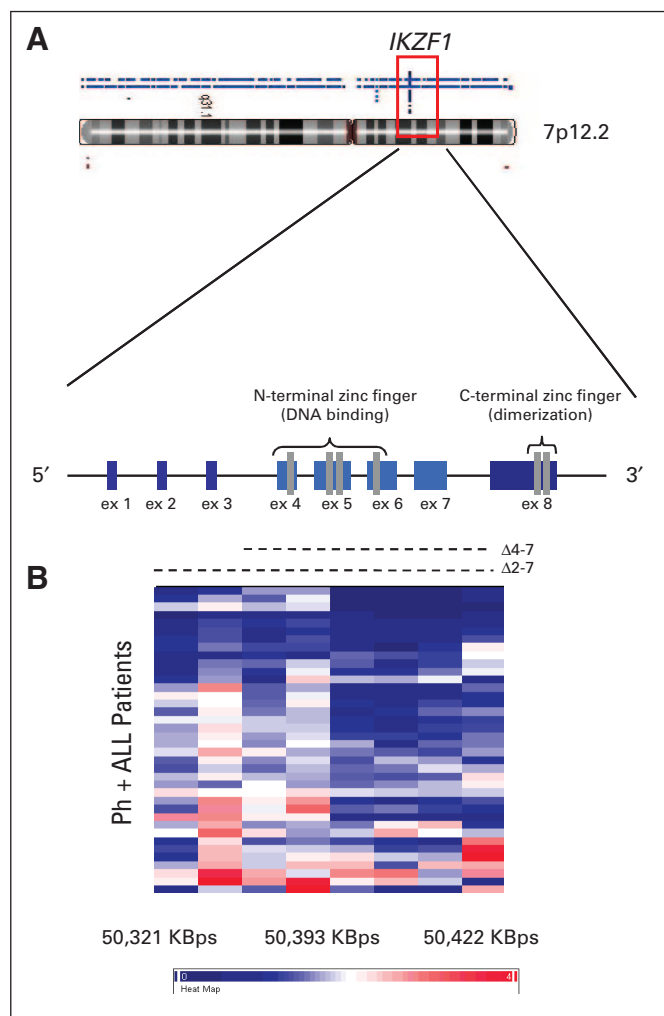 A
IKZF1
q31.1
7p12.2
N-terminal zinc finger
(DNA binding)
C-terminal zinc finger
(dimerization)
5′
3′
ex 1
ex 2
ex 3
ex 4
ex 5
ex 6
ex 7
ex 8
Δ4-7
Δ2-7
B
Ph + ALL Patients
50,321 KBps
50,393 KBps
50,422 KBps
0
4
Heat Map